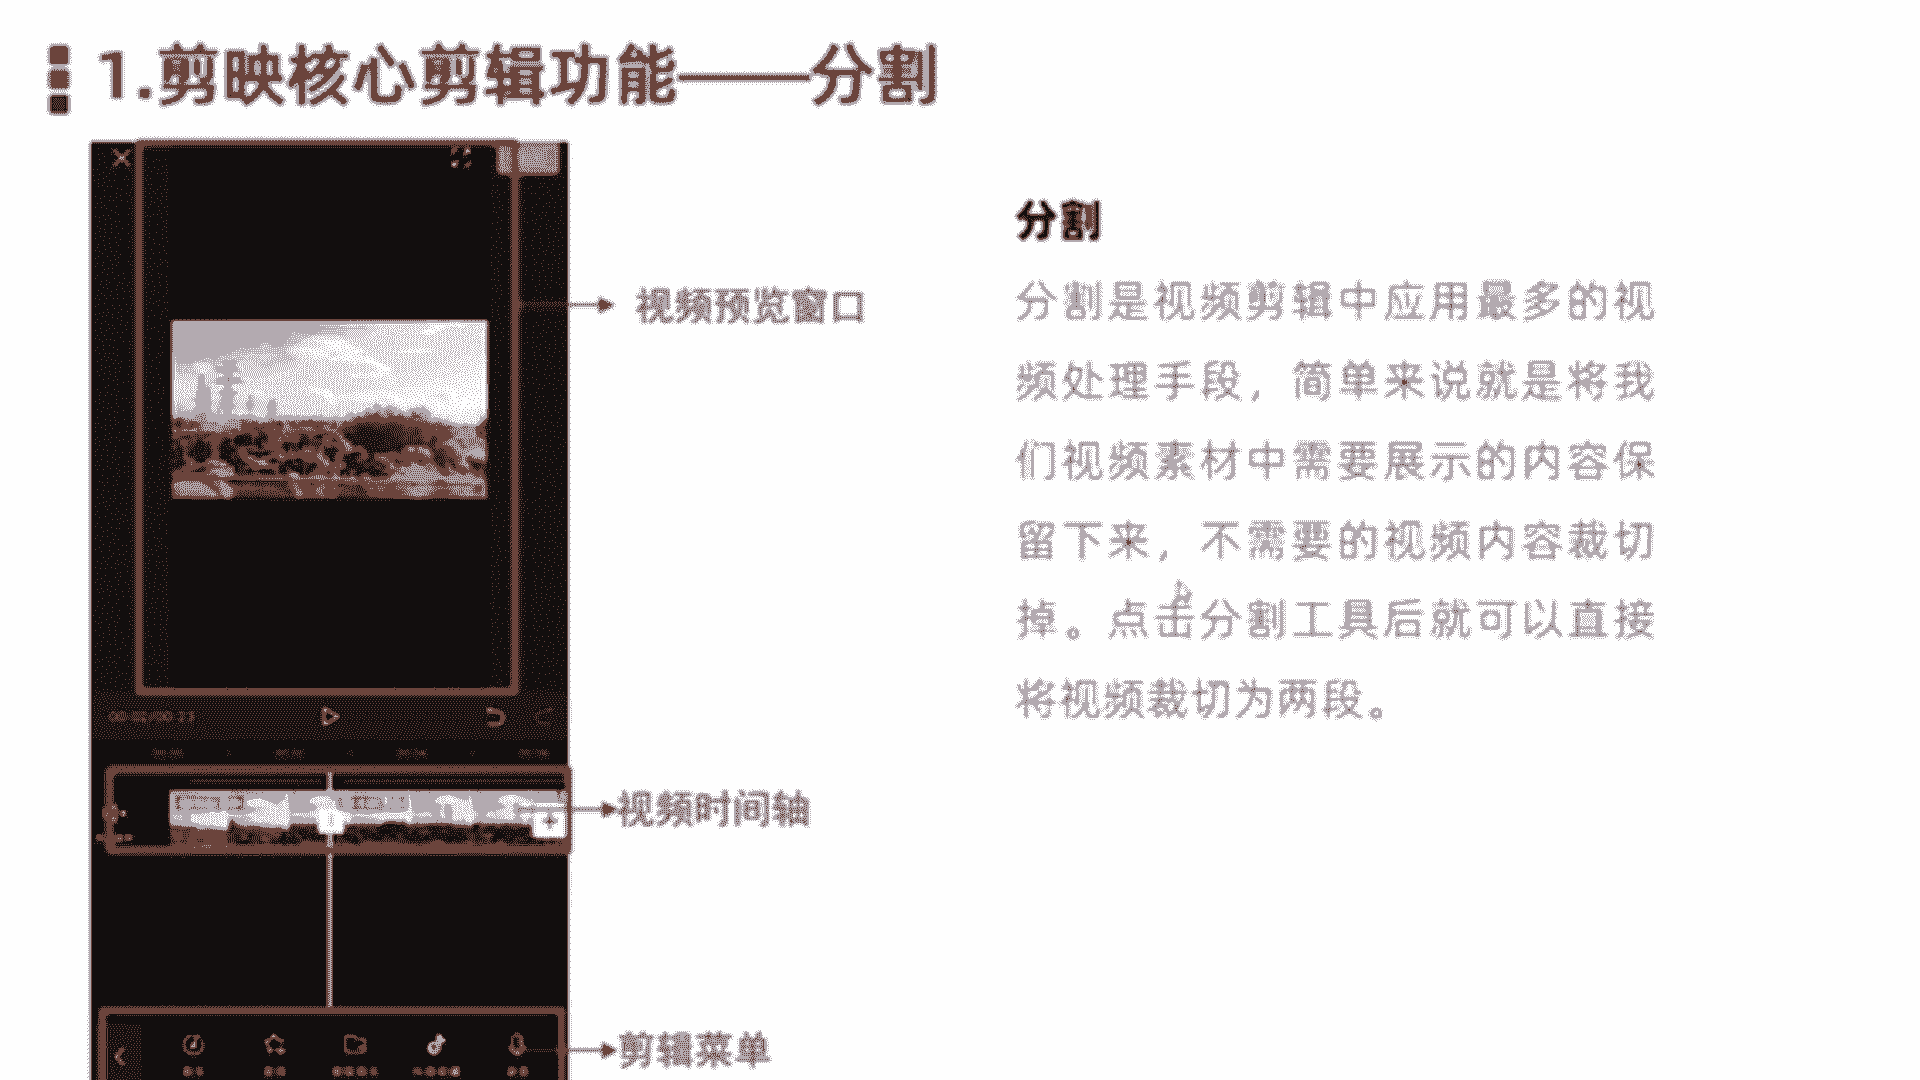 1.剪映核心剪辑功能——分割
视频预览窗口
视频时间轴
剪辑菜单
分割
分割是视频剪辑中应用最多的视
频处理手段，简单来说就是将我
们视频素材中需要展示的内容保
留下来，不需要的视频内容裁切
掉。点击分割工具后就可以直接
将视频裁切为两段。